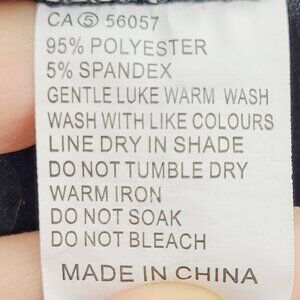 CA Ⓢ 56057
95% POLYESTER
5% SPANDEX
GENTLE LUKE WARM WASH
WASH WITH LIKE COLOURS
LINE DRY IN SHADE
DO NOT TUMBLE DRY
WARM IRON
DO NOT SOAK
DO NOT BLEACH
MADE IN CHINA